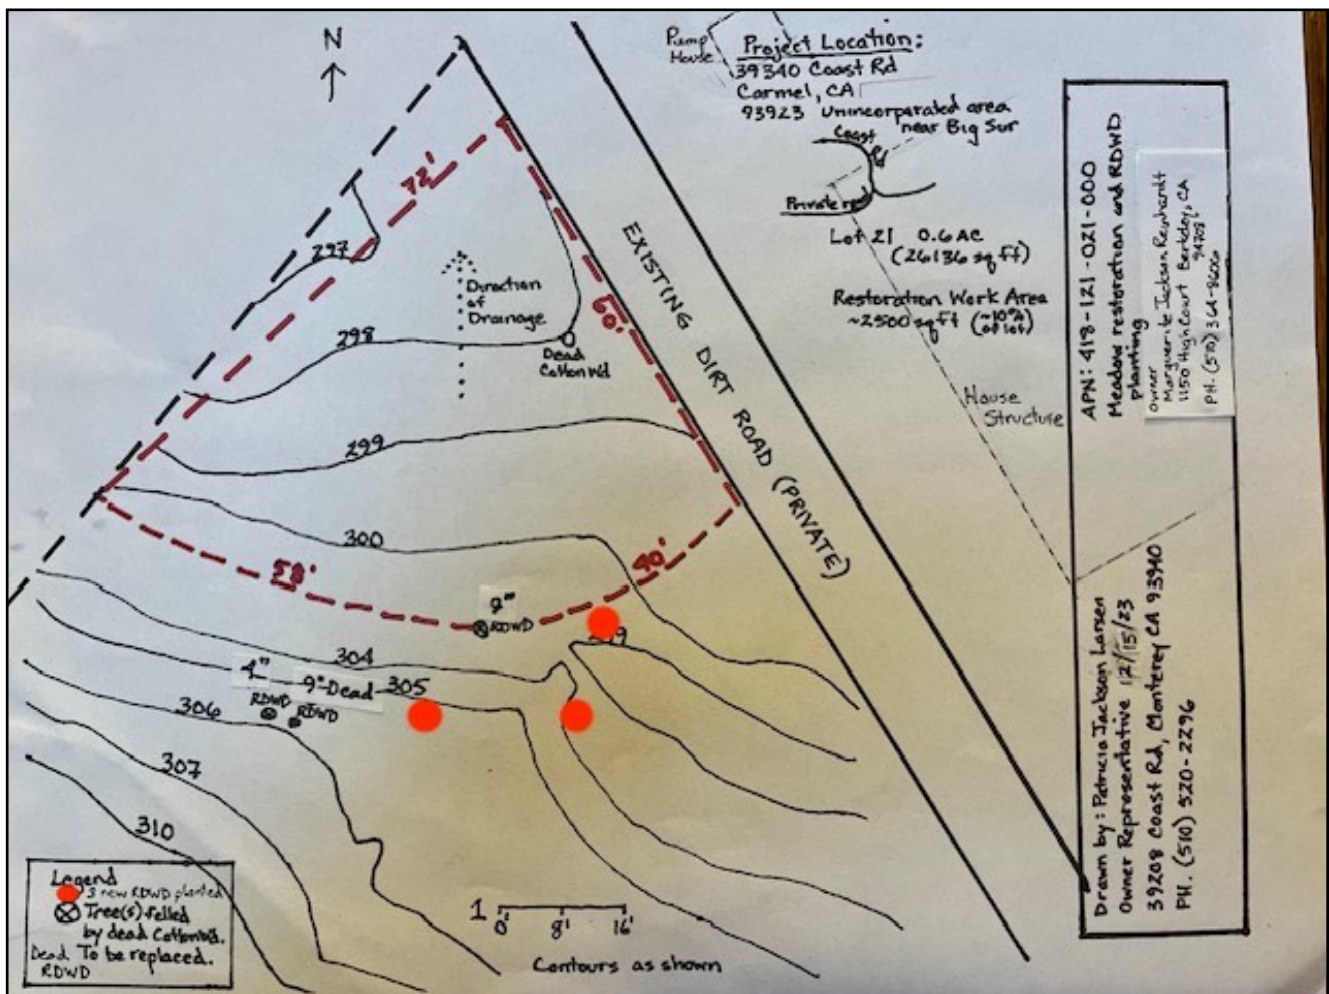 N
Pump
House
Project Location:
39340 Coast Rd
Carmel, CA
93923 Unincorporated area
near Big Sur
Coast
Private road
Lot 21 0.6 AC
(26136 sq ft)
Restoration Work Area
~2500 sq ft (~10%
of lot)
House
Structure
EXISTING DIRT ROAD (PRIVATE)
72'
60'
297
Direction
of
Drainage
298
Dead
CottonWd
299
300
58'
40'
RDWD
304
4"
9" Dead
305
306
RDWD
RDWD
307
310
Legend
3 new RDWD planted
Tree(s) felled
by dead Cottonwd.
Dead To be replaced.
RDWD
1
0' 8' 16'
Contours as shown
APN: 418-121-021-000
Meadow restoration and RDWD
planting
Owner
Marguerite Jackson Reinhardt
1150 High Court Berkeley, CA
94708
PH. (510) 364-8606
Drawn by: Patricia Jackson Larsen
Owner Representative 12/15/23
39208 Coast Rd, Monterey CA 93940
PH. (510) 520-2296